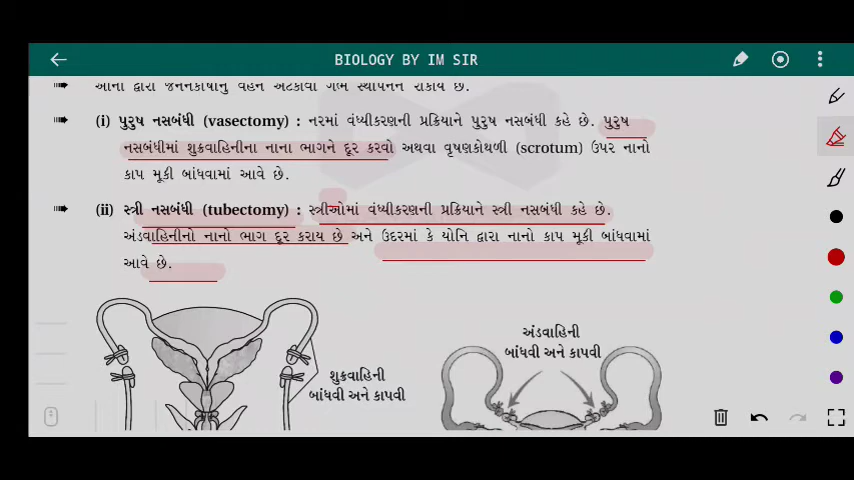 BIOLOGY BY IM SIR
આના દ્વારા જનનકોષોનું વહન અટકાવી ગર્ભ સ્થાપનને રોકાય છે.
➠ (i) પુરુષ નસબંધી (vasectomy) : નરમાં વંધ્યીકરણની પ્રક્રિયાને પુરુષ નસબંધી કહે છે. પુરુષ
નસબંધીમાં શુક્રવાહિનીના નાના ભાગને દૂર કરવો અથવા વૃષણકોથળી (scrotum) ઉપર નાનો
કાપ મૂકી બાંધવામાં આવે છે.
➠ (ii) સ્ત્રી નસબંધી (tubectomy) : સ્ત્રીઓમાં વંધ્યીકરણની પ્રક્રિયાને સ્ત્રી નસબંધી કહે છે.
અંડવાહિનીનો નાનો ભાગ દૂર કરાય છે અને ઉદરમાં કે યોનિ દ્વારા નાનો કાપ મૂકી બાંધવામાં
આવે છે.
અંડવાહિની
બાંધવી અને કાપવી
શુક્રવાહિની
બાંધવી અને કાપવી